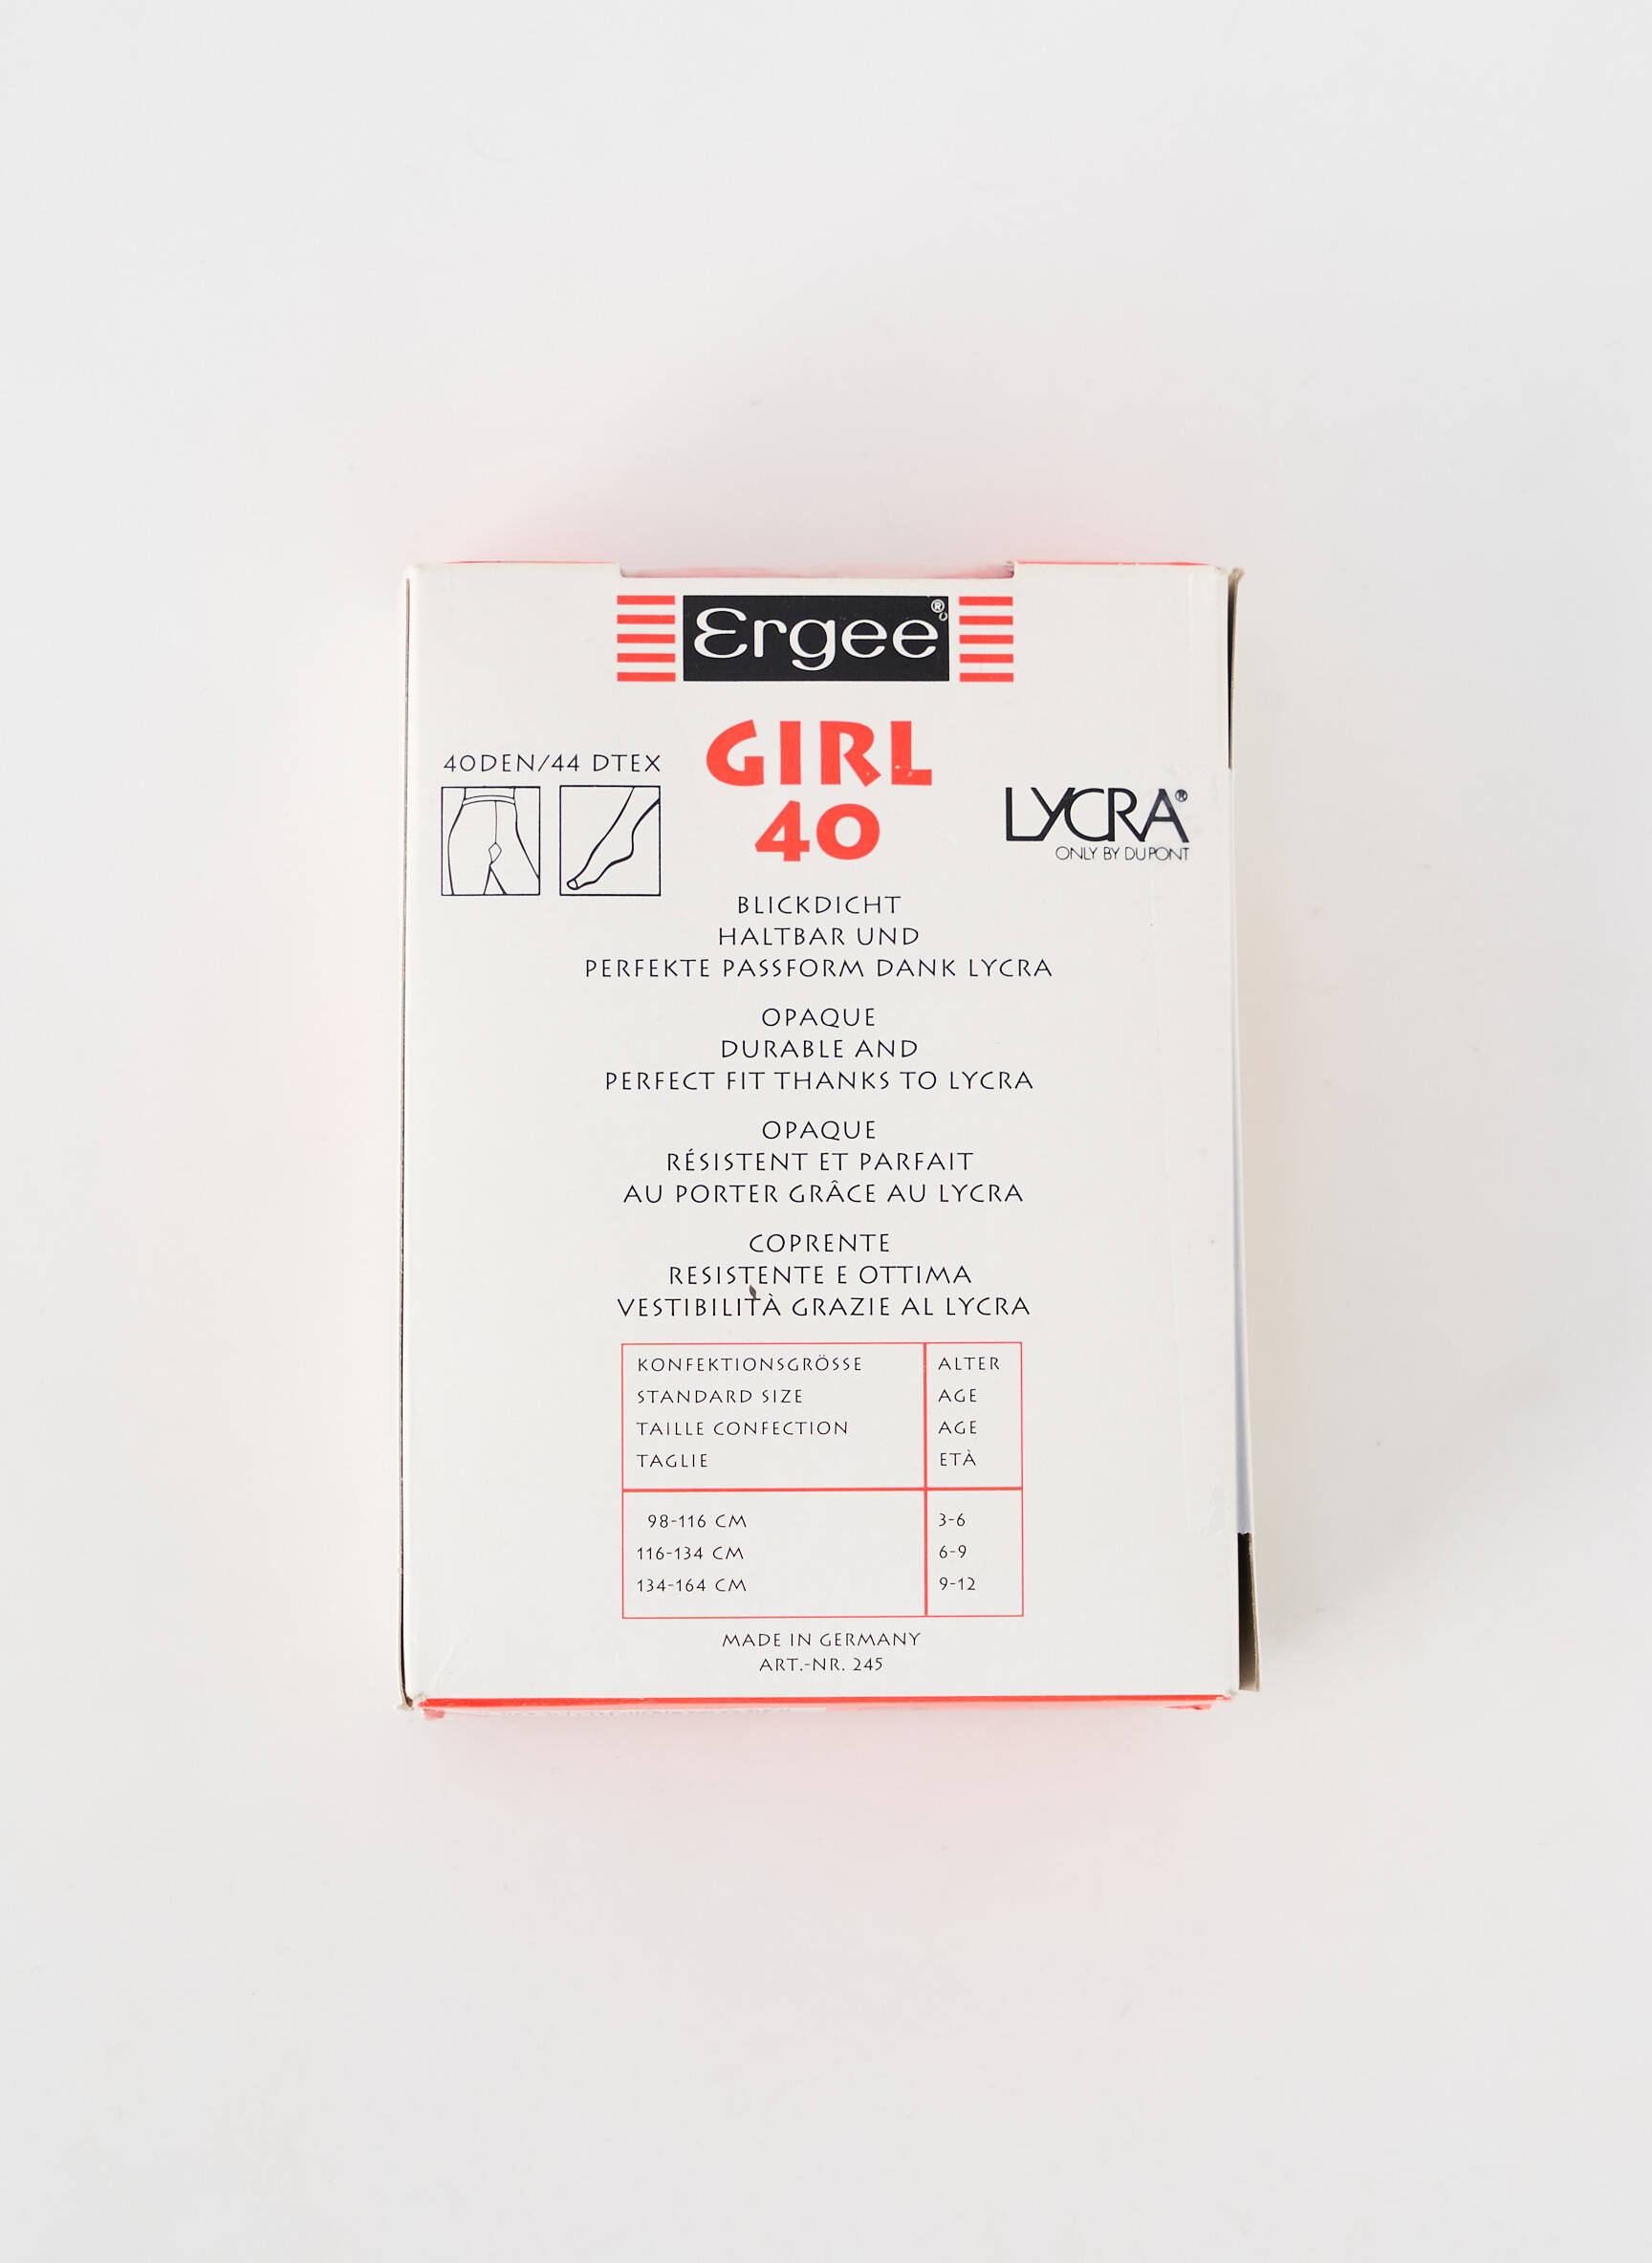 Ergee®
GIRL
40
40DEN/44 DTEX
LYCRA®
ONLY BY DUPONT
BLICKDICHT
HALTBAR UND
PERFEKTE PASSFORM DANK LYCRA
OPAQUE
DURABLE AND
PERFECT FIT THANKS TO LYCRA
OPAQUE
RÉSISTENT ET PARFAIT
AU PORTER GRÂCE AU LYCRA
COPRENTE
RESISTENTE E OTTIMA
VESTIBILITÀ GRAZIE AL LYCRA
KONFEKTIONSGRÖSSE ALTER
STANDARD SIZE AGE
TAILLE CONFECTION AGE
TAGLIE ETÀ
98-116 CM 3-6
116-134 CM 6-9
134-164 CM 9-12
MADE IN GERMANY
ART.-NR. 245